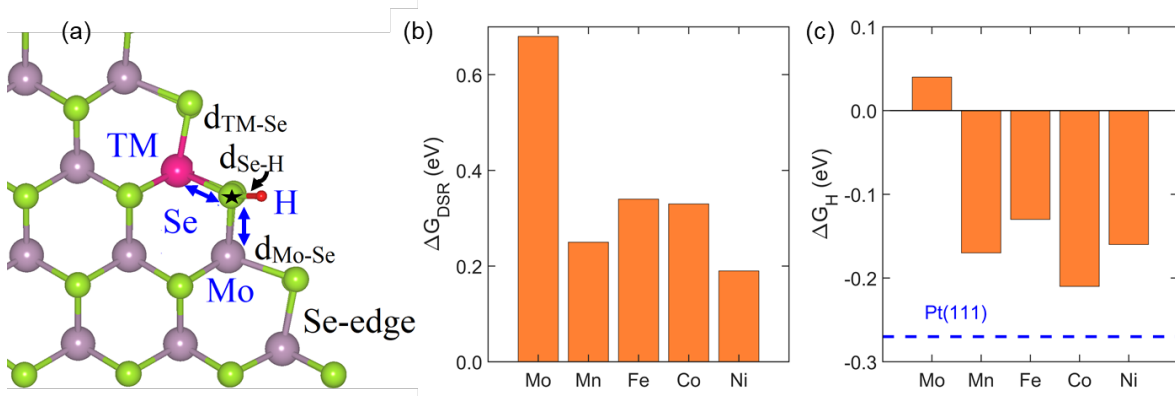 (a)
d_TM-Se
TM
d_Se-H
Se
H
d_Mo-Se
Mo
Se-edge
(b)
ΔG_DSR (eV)
0.6
0.4
0.2
0.0
Mo Mn Fe Co Ni
(c)
ΔG_H (eV)
0.1
0.0
-0.1
-0.2
Pt(111)
-0.3
Mo Mn Fe Co Ni